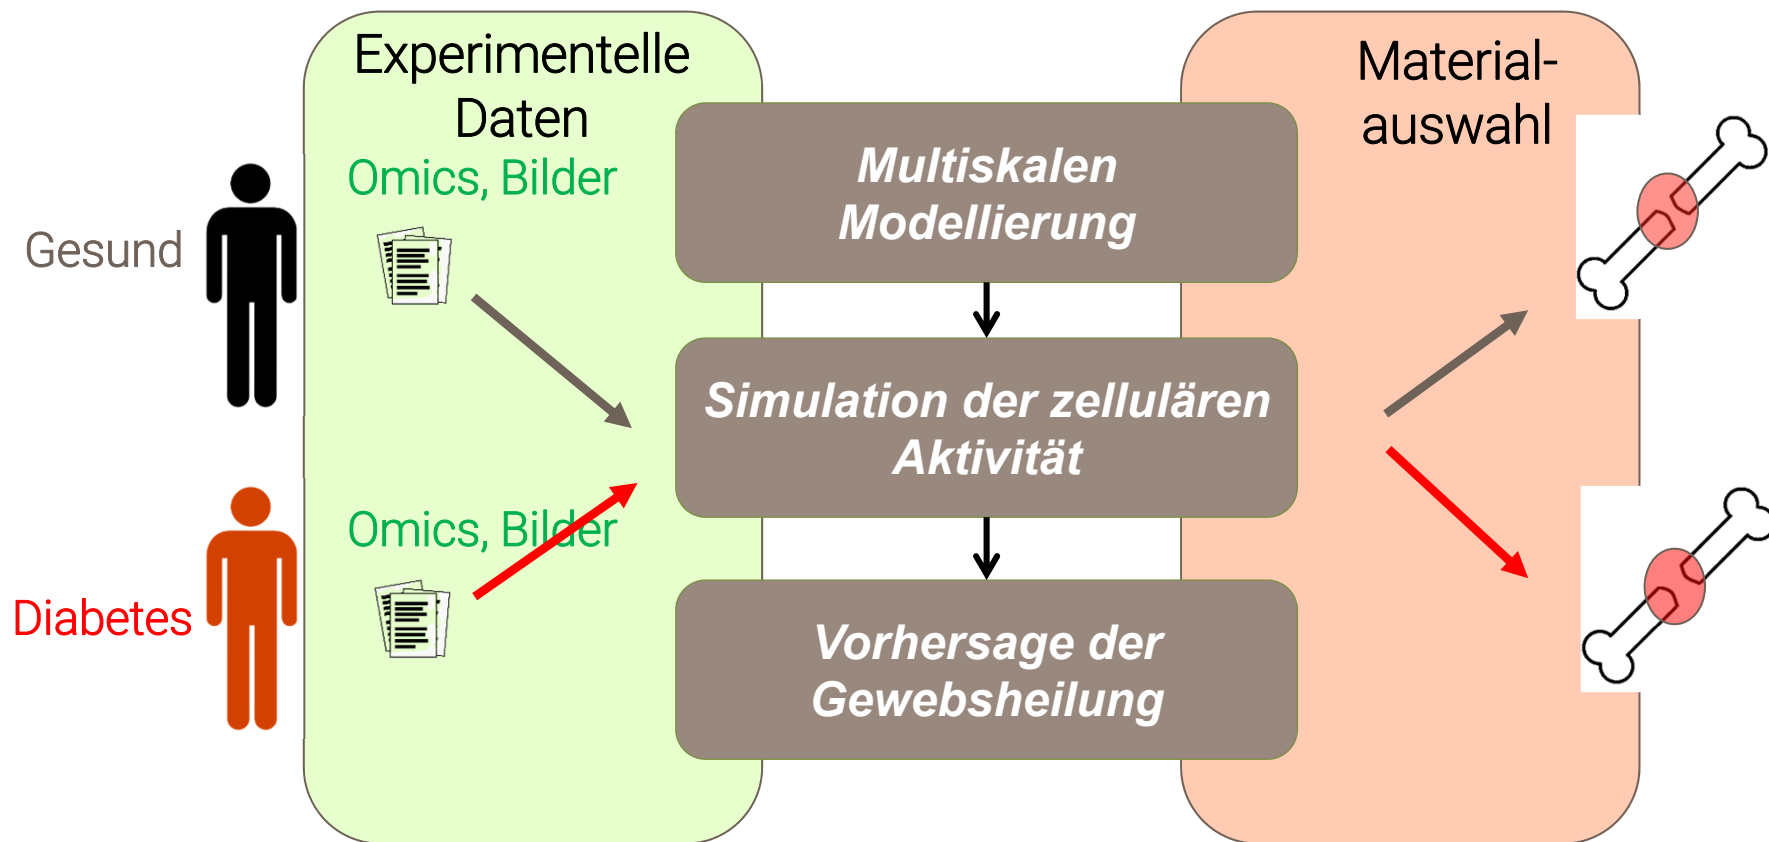 Experimentelle
Daten
Omics, Bilder
Gesund
Omics, Bilder
Diabetes
Multiskalen
Modellierung
Simulation der zellulären
Aktivität
Vorhersage der
Gewebsheilung
Material-
auswahl